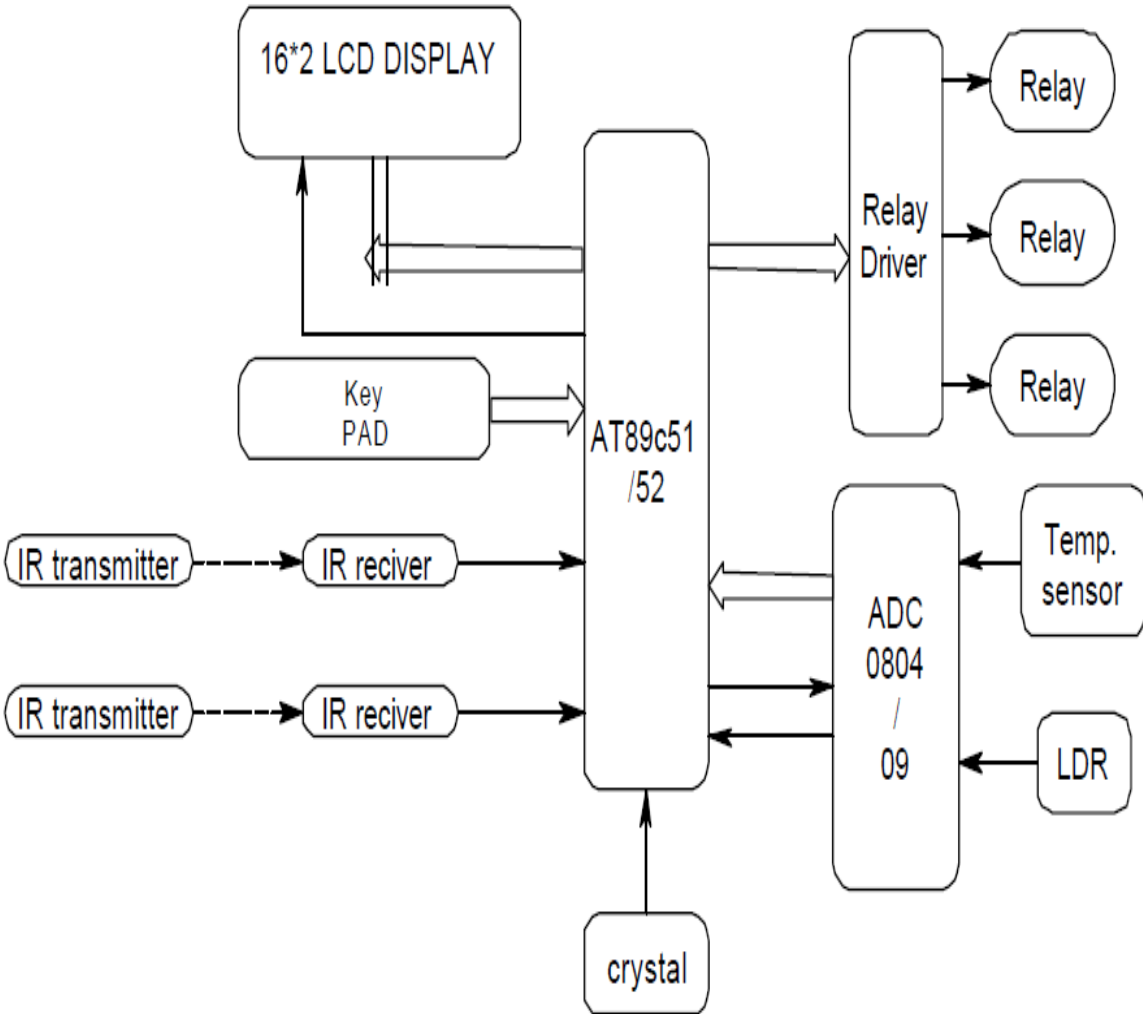 16*2 LCD DISPLAY
Relay
Relay
Driver
Relay
Relay
Key
PAD
AT89c51
/52
IR transmitter
IR reciver
Temp.
sensor
ADC
0804
/
09
IR transmitter
IR reciver
LDR
crystal